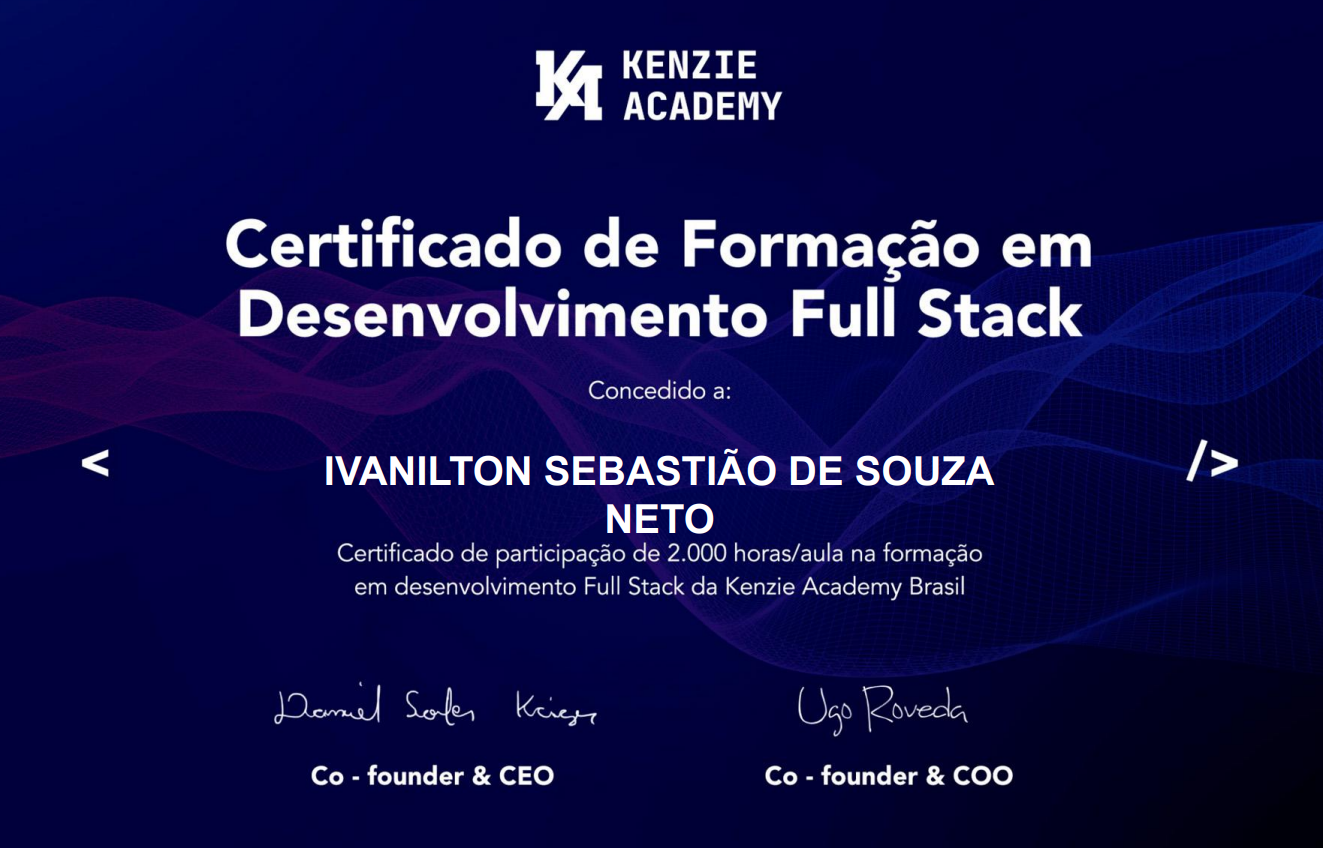 KENZIE
ACADEMY
Certificado de Formação em
Desenvolvimento Full Stack
Concedido a:
< />
IVANILTON SEBASTIÃO DE SOUZA
NETO
Certificado de participação de 2.000 horas/aula na formação
em desenvolvimento Full Stack da Kenzie Academy Brasil
Daniel Ugo Roveda
Co - founder & CEO Co - founder & COO